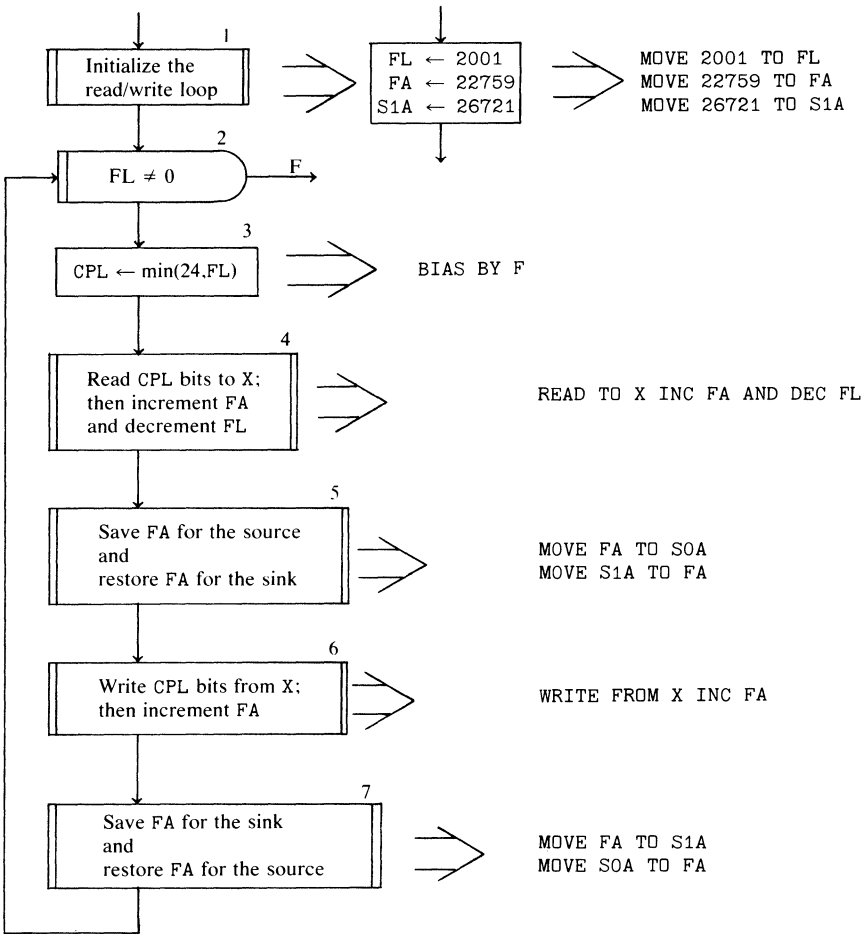 1
Initialize the
read/write loop
FL ← 2001
FA ← 22759
S1A ← 26721
MOVE 2001 TO FL
MOVE 22759 TO FA
MOVE 26721 TO S1A
2
FL ≠ 0
F
3
CPL ← min(24,FL)
BIAS BY F
4
Read CPL bits to X;
then increment FA
and decrement FL
READ TO X INC FA AND DEC FL
5
Save FA for the source
and
restore FA for the sink
MOVE FA TO S0A
MOVE S1A TO FA
6
Write CPL bits from X;
then increment FA
WRITE FROM X INC FA
7
Save FA for the sink
and
restore FA for the source
MOVE FA TO S1A
MOVE S0A TO FA